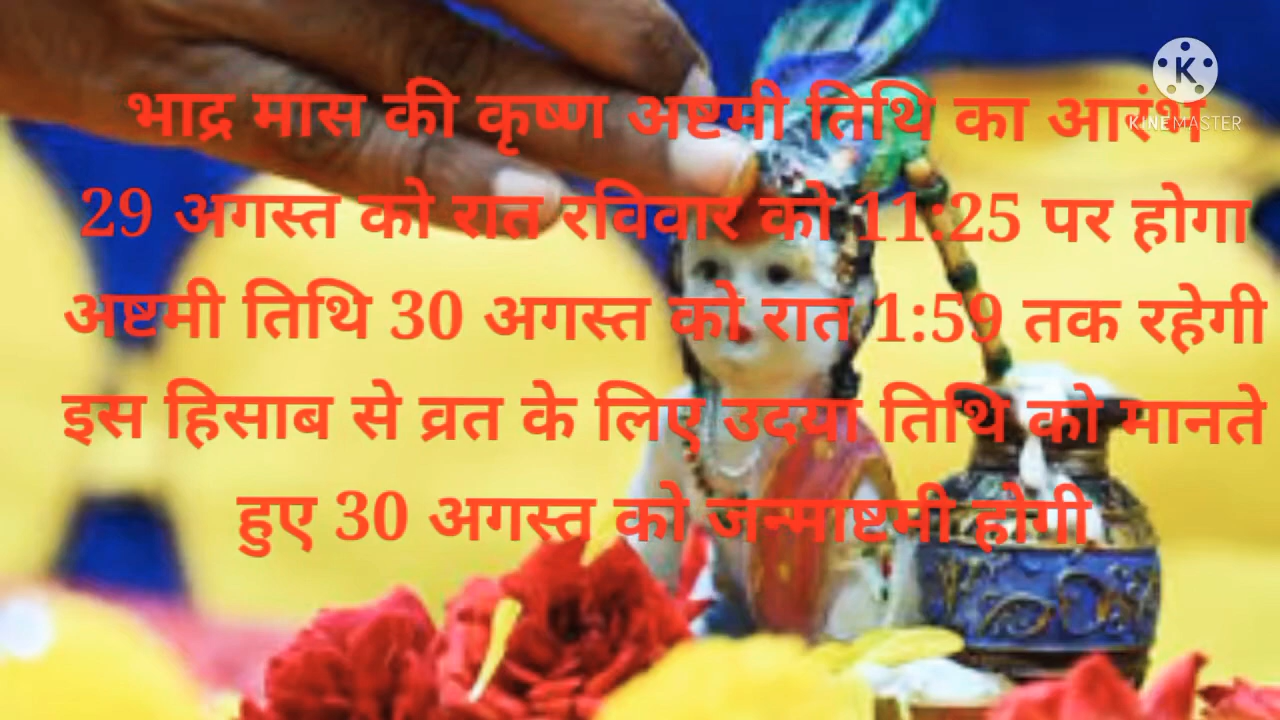 भाद्र मास की कृष्ण अष्टमी तिथि का आरंभ
KINEMASTER
29 अगस्त को रात रविवार को 11:25 पर होगा
अष्टमी तिथि 30 अगस्त को रात 1:59 तक रहेगी
इस हिसाब से व्रत के लिए उदया तिथि को मानते
हुए 30 अगस्त को जन्माष्टमी होगी